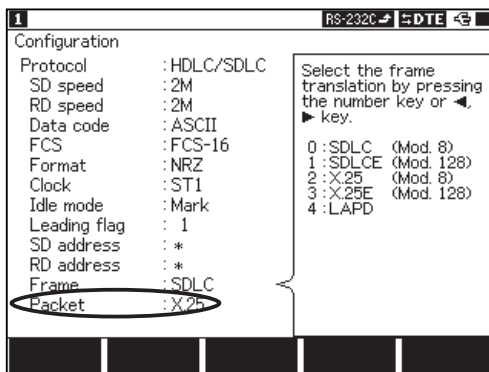 1 RS-232C DTE
Configuration
Protocol :HDLC/SDLC
SD speed :2M
RD speed :2M
Data code :ASCII
FCS :FCS-16
Format :NRZ
Clock :ST1
Idle mode :Mark
Leading flag : 1
SD address :*
RD address :*
Frame :SDLC
Packet :X.25
Select the frame
translation by pressing
the number key or ◀,
▶ key.
0 :SDLC (Mod. 8)
1 :SDLCE (Mod. 128)
2 :X.25 (Mod. 8)
3 :X.25E (Mod. 128)
4 :LAPD